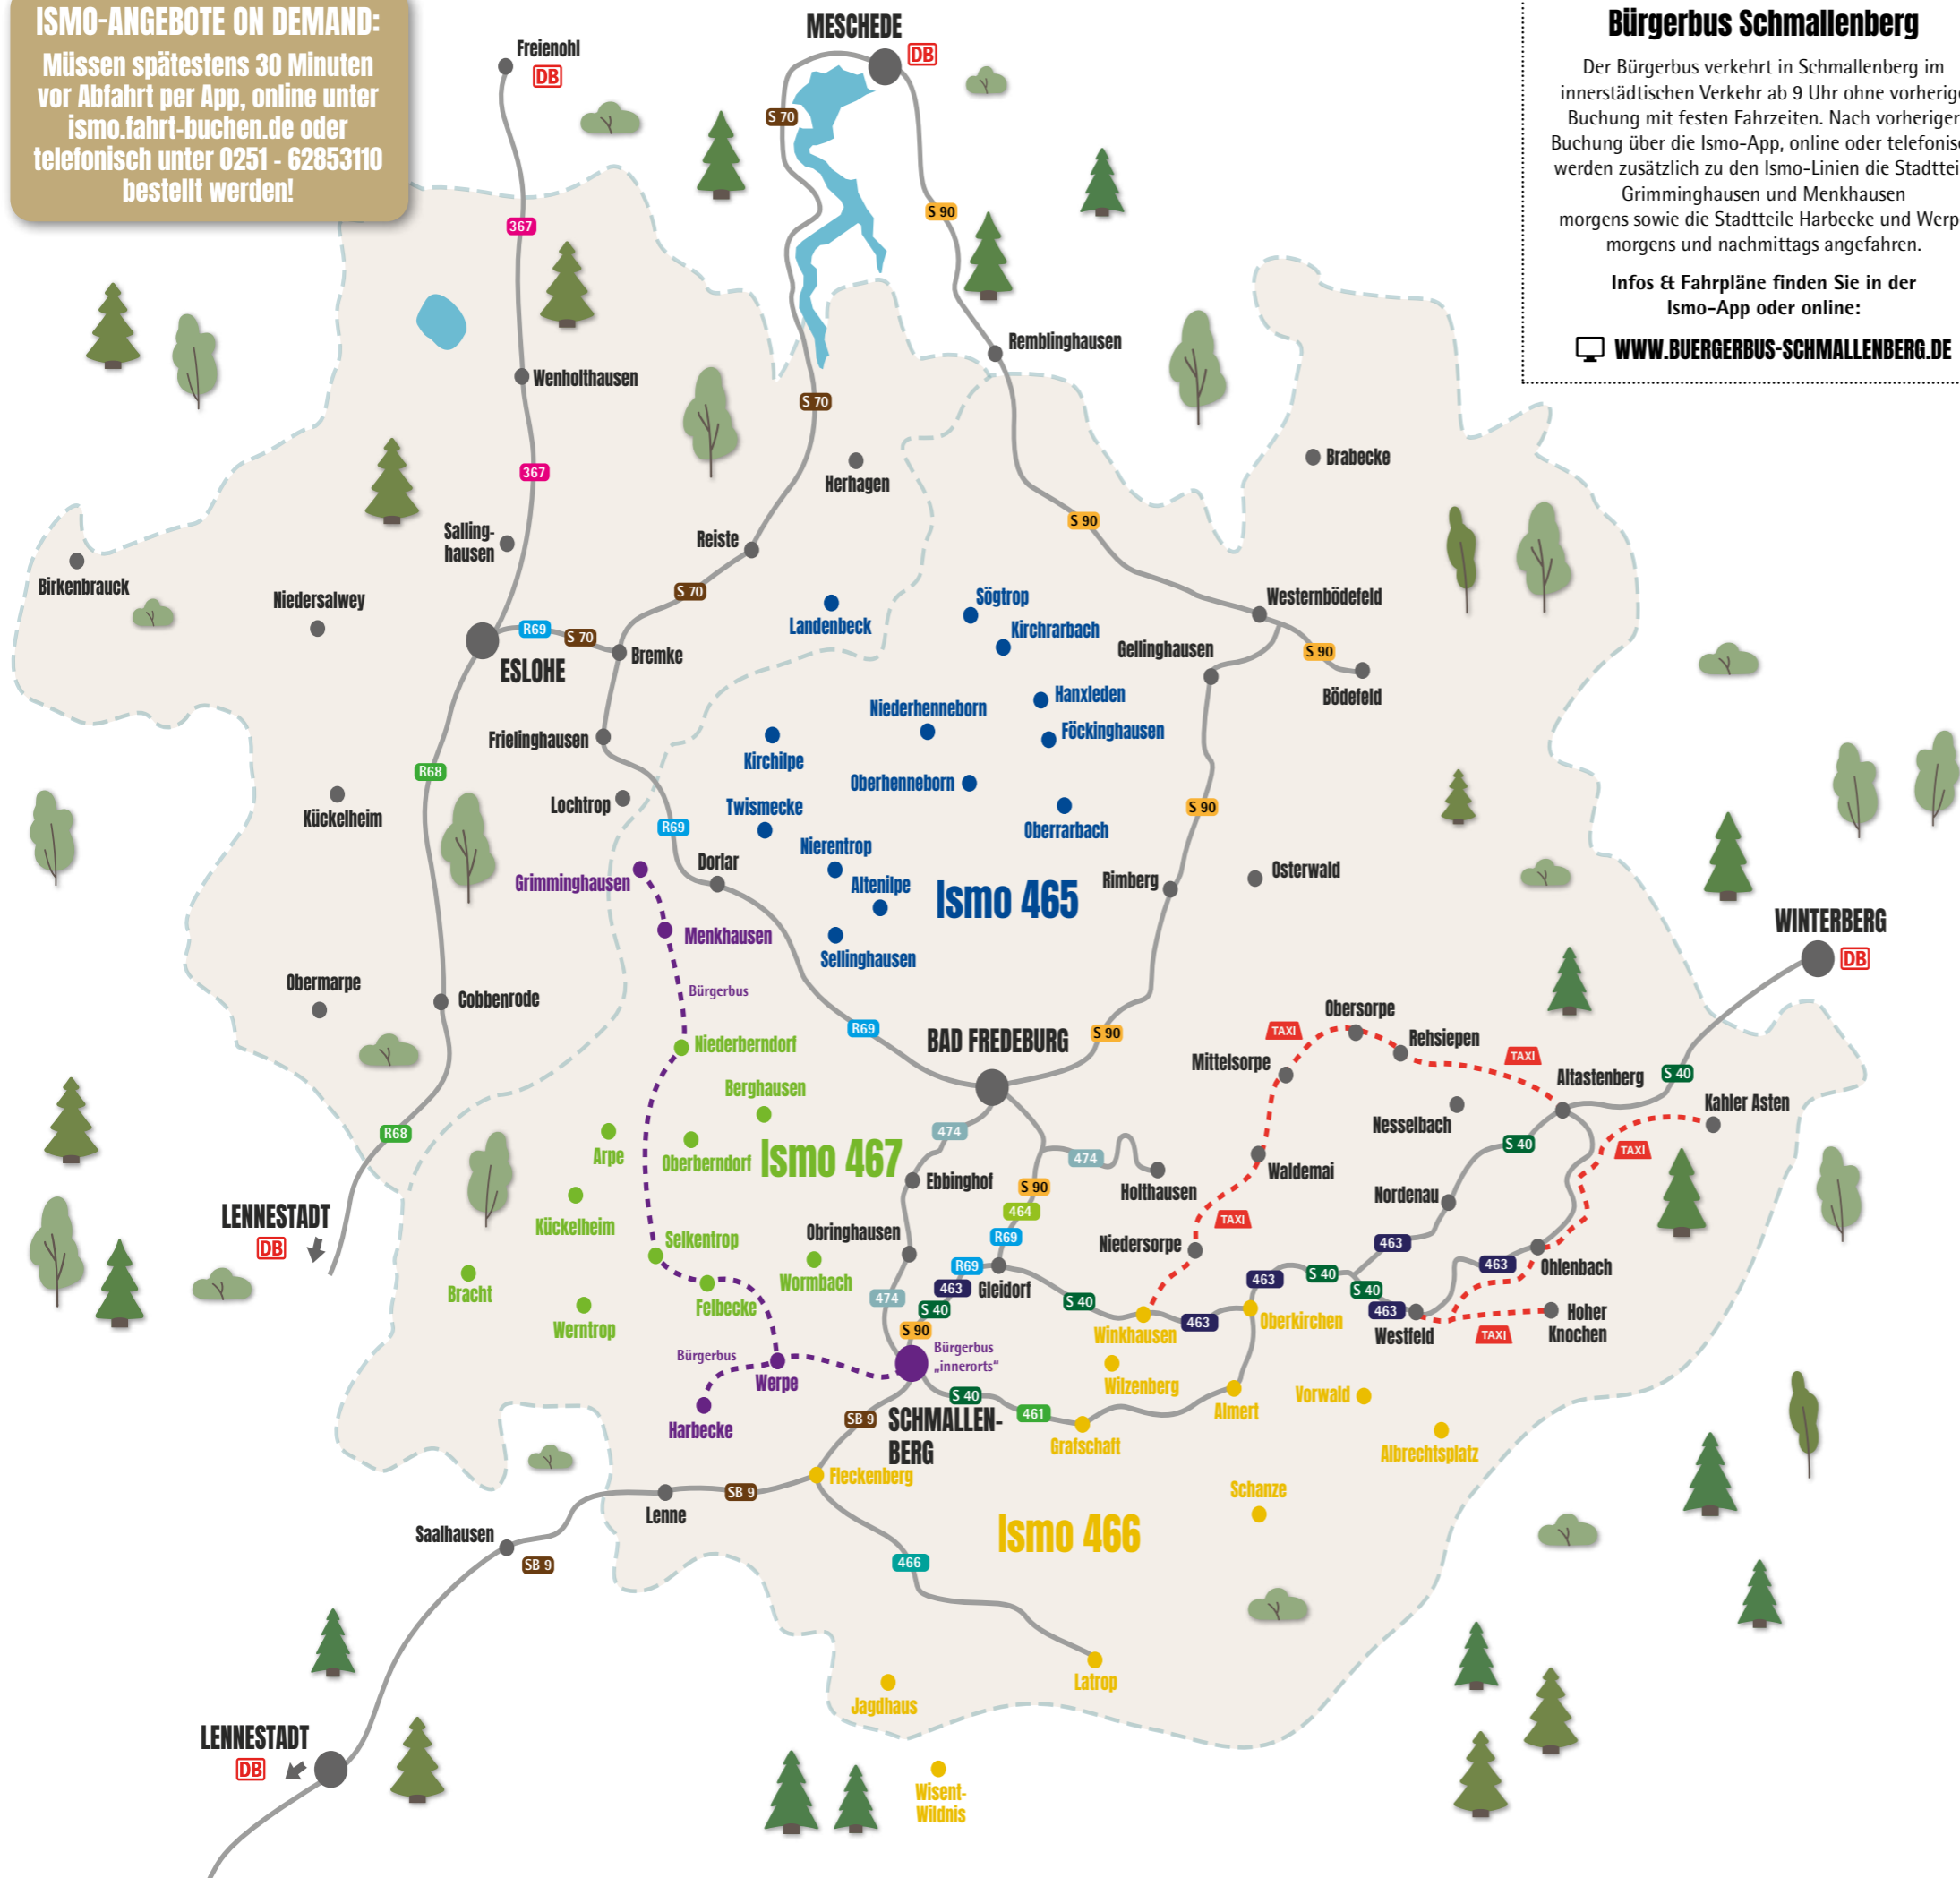 ISMO-ANGEBOTE ON DEMAND:
Müssen spätestens 30 Minuten
vor Abfahrt per App, online unter
ismo.fahrt-buchen.de oder
telefonisch unter 0251 - 62853110
bestellt werden!
Bürgerbus Schmallenberg
Der Bürgerbus verkehrt in Schmallenberg im
innerstädtischen Verkehr ab 9 Uhr ohne vorherige
Buchung mit festen Fahrzeiten. Nach vorheriger
Buchung über die Ismo-App, online oder telefonisc
werden zusätzlich zu den Ismo-Linien die Stadttei
Grimminghausen und Menkhausen
morgens sowie die Stadtteile Harbecke und Werp
morgens und nachmittags angefahren.
Infos & Fahrpläne finden Sie in der
Ismo-App oder online:
WWW.BUERGERBUS-SCHMALLENBERG.DE
MESCHEDE
DB
Freienohl
DB
S 70
367
S 90
Remblinghausen
Wenholthausen
S 70
367
Herhagen
Brabecke
S 90
Salling-
hausen
Reiste
Birkenbrauck
Niedersalwey
S 70
Landenbeck
Sögtrop
Kirchrarbach
Westernbödefeld
Gellinghausen
S 90
Bödefeld
R69
S 70
Bremke
ESLOHE
Hanxleden
Niederhenneborn
Föckinghausen
Frielinghausen
Kirchilpe
R68
Oberhenneborn
Kückelheim
Lochtrop
Twismecke
R69
Oberrarbach
S 90
Nierentrop
Dorlar
Altenilpe
Ismo 465
Rimberg
Osterwald
Grimminghausen
Menkhausen
Sellinghausen
WINTERBERG
DB
Obermarpe
Cobbenrode
Bürgerbus
R69
BAD FREDEBURG
S 90
Niederberndorf
Obersorpe
TAXI
Rehsiepen
Mittelsorpe
TAXI
Altastenberg
S 40
Berghausen
Kahler Asten
Nesselbach
R68
Arpe
Oberberndorf
Ismo 467
474
474
S 40
TAXI
Ebbinghof
Holthausen
Waldemai
Nordenau
S 90
464
Kückelheim
LENNESTADT
DB
Selkentrop
Obringhausen
R69
Niedersorpe
TAXI
463
Bracht
Wormbach
R69
463
Gleidorf
463
S 40
463
Ohlenbach
Felbecke
474
S 40
S 40
S 40
463
Werntrop
S 90
Winkhausen
463
Oberkirchen
Westfeld
TAXI
Hoher
Knochen
Bürgerbus
Bürgerbus
„innerorts“
Werpe
Wilzenberg
Vorwald
Harbecke
SB 9
S 40
461
SCHMALLEN-
BERG
Almert
Grafschaft
Albrechtsplatz
Fleckenberg
SB 9
Lenne
Schanze
Saalhausen
SB 9
Ismo 466
466
Latrop
Jagdhaus
LENNESTADT
DB
Wisent-
Wildnis